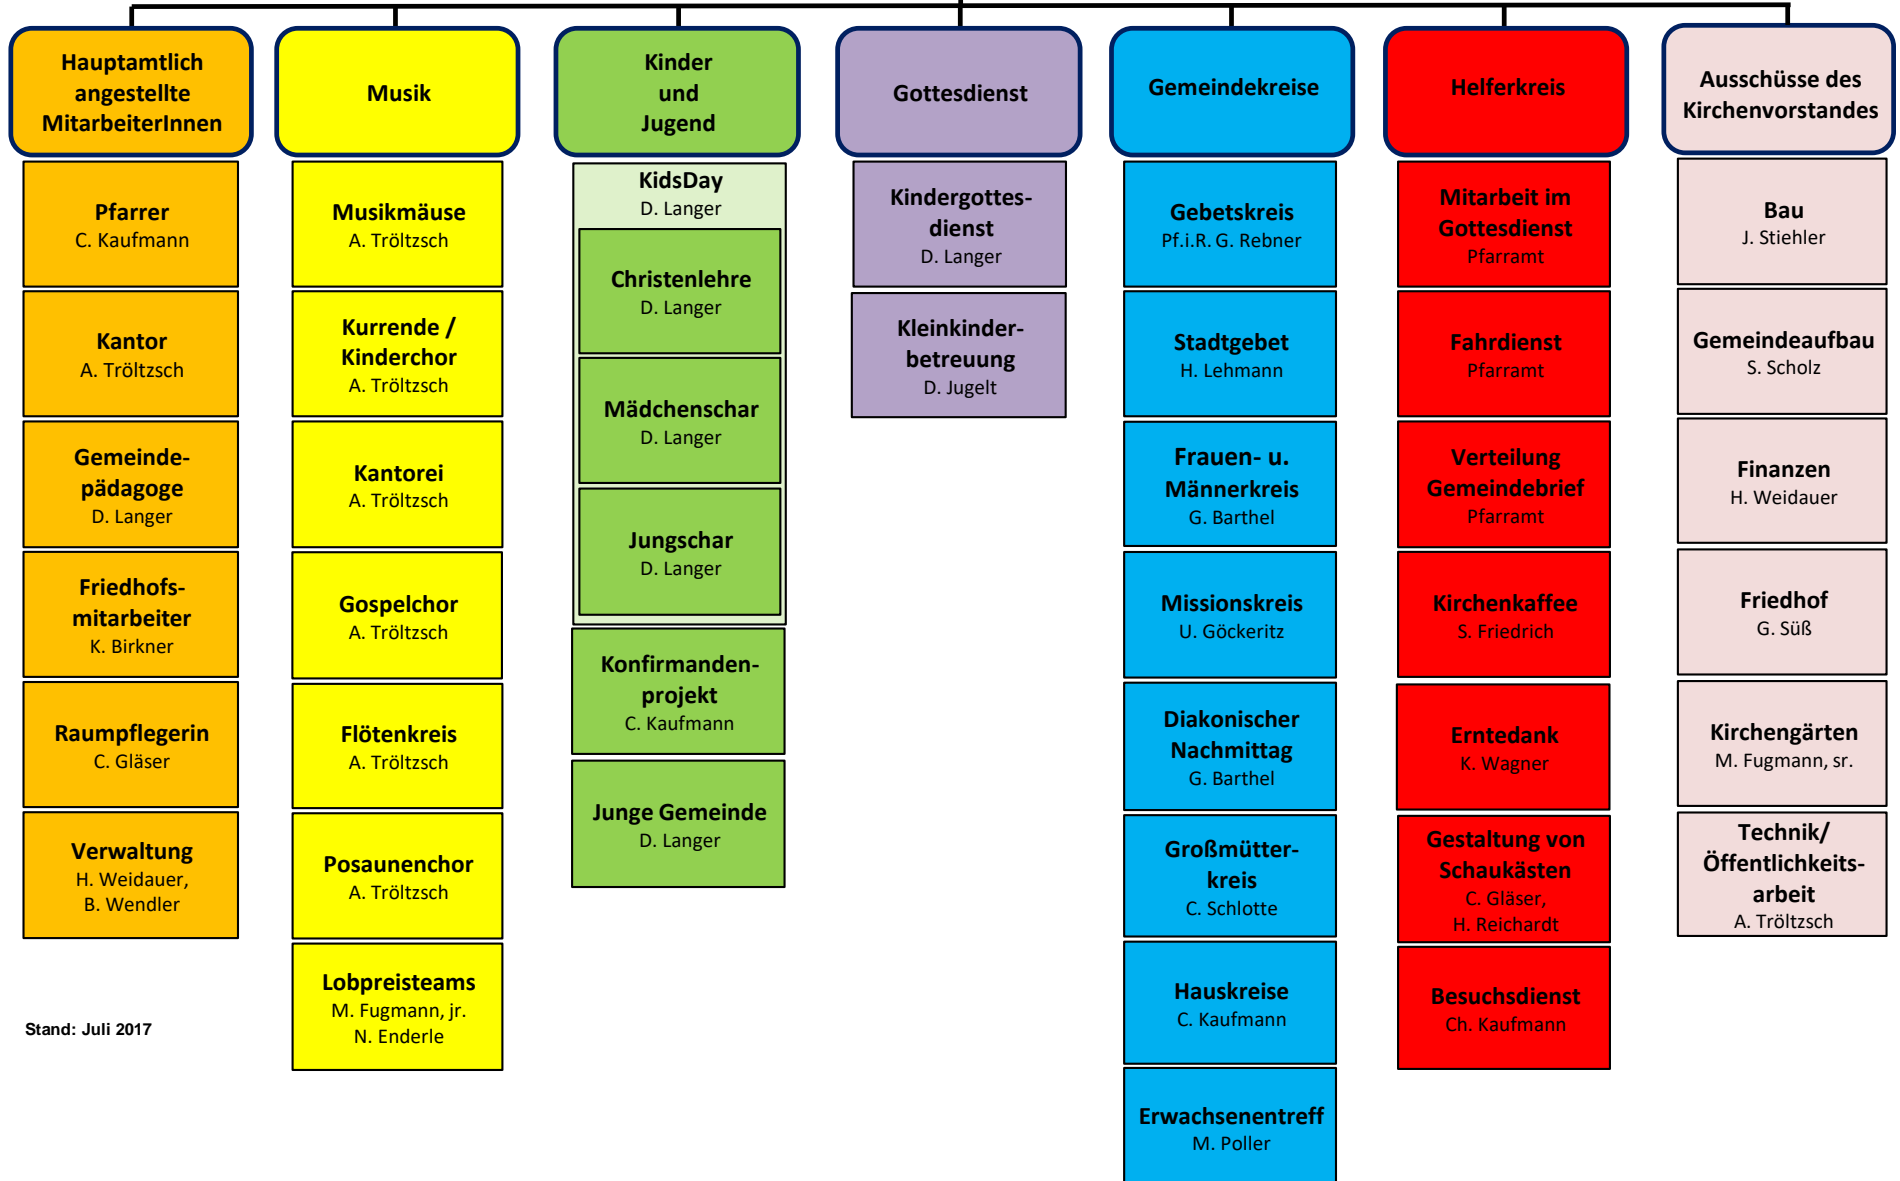 Hauptamtlich
angestellte
MitarbeiterInnen
Pfarrer
C. Kaufmann
Kantor
A. Tröltzsch
Gemeinde-
pädagoge
D. Langer
Friedhofs-
mitarbeiter
K. Birkner
Raumpflegerin
C. Gläser
Verwaltung
H. Weidauer,
B. Wendler
Stand: Juli 2017
Musik
Musikmäuse
A. Tröltzsch
Kurrende /
Kinderchor
A. Tröltzsch
Kantorei
A. Tröltzsch
Gospelchor
A. Tröltzsch
Flötenkreis
A. Tröltzsch
Posaunenchor
A. Tröltzsch
Lobpreisteams
M. Fugmann, jr.
N. Enderle
Kinder
und
Jugend
KidsDay
D. Langer
Christenlehre
D. Langer
Mädchenschar
D. Langer
Jungschar
D. Langer
Konfirmanden-
projekt
C. Kaufmann
Junge Gemeinde
D. Langer
Gottesdienst
Kindergottes-
dienst
D. Langer
Kleinkinder-
betreuung
D. Jugelt
Gemeindekreise
Gebetskreis
Pf.i.R. G. Rebner
Stadtgebet
H. Lehmann
Frauen- u.
Männerkreis
G. Barthel
Missionskreis
U. Göckeritz
Diakonischer
Nachmittag
G. Barthel
Großmütter-
kreis
C. Schlotte
Hauskreise
C. Kaufmann
Erwachsenentreff
M. Poller
Helferkreis
Mitarbeit im
Gottesdienst
Pfarramt
Fahrdienst
Pfarramt
Verteilung
Gemeindebrief
Pfarramt
Kirchenkaffee
S. Friedrich
Erntedank
K. Wagner
Gestaltung von
Schaukästen
C. Gläser,
H. Reichardt
Besuchsdienst
Ch. Kaufmann
Ausschüsse des
Kirchenvorstandes
Bau
J. Stiehler
Gemeindeaufbau
S. Scholz
Finanzen
H. Weidauer
Friedhof
G. Süß
Kirchengärten
M. Fugmann, sr.
Technik/
Öffentlichkeits-
arbeit
A. Tröltzsch